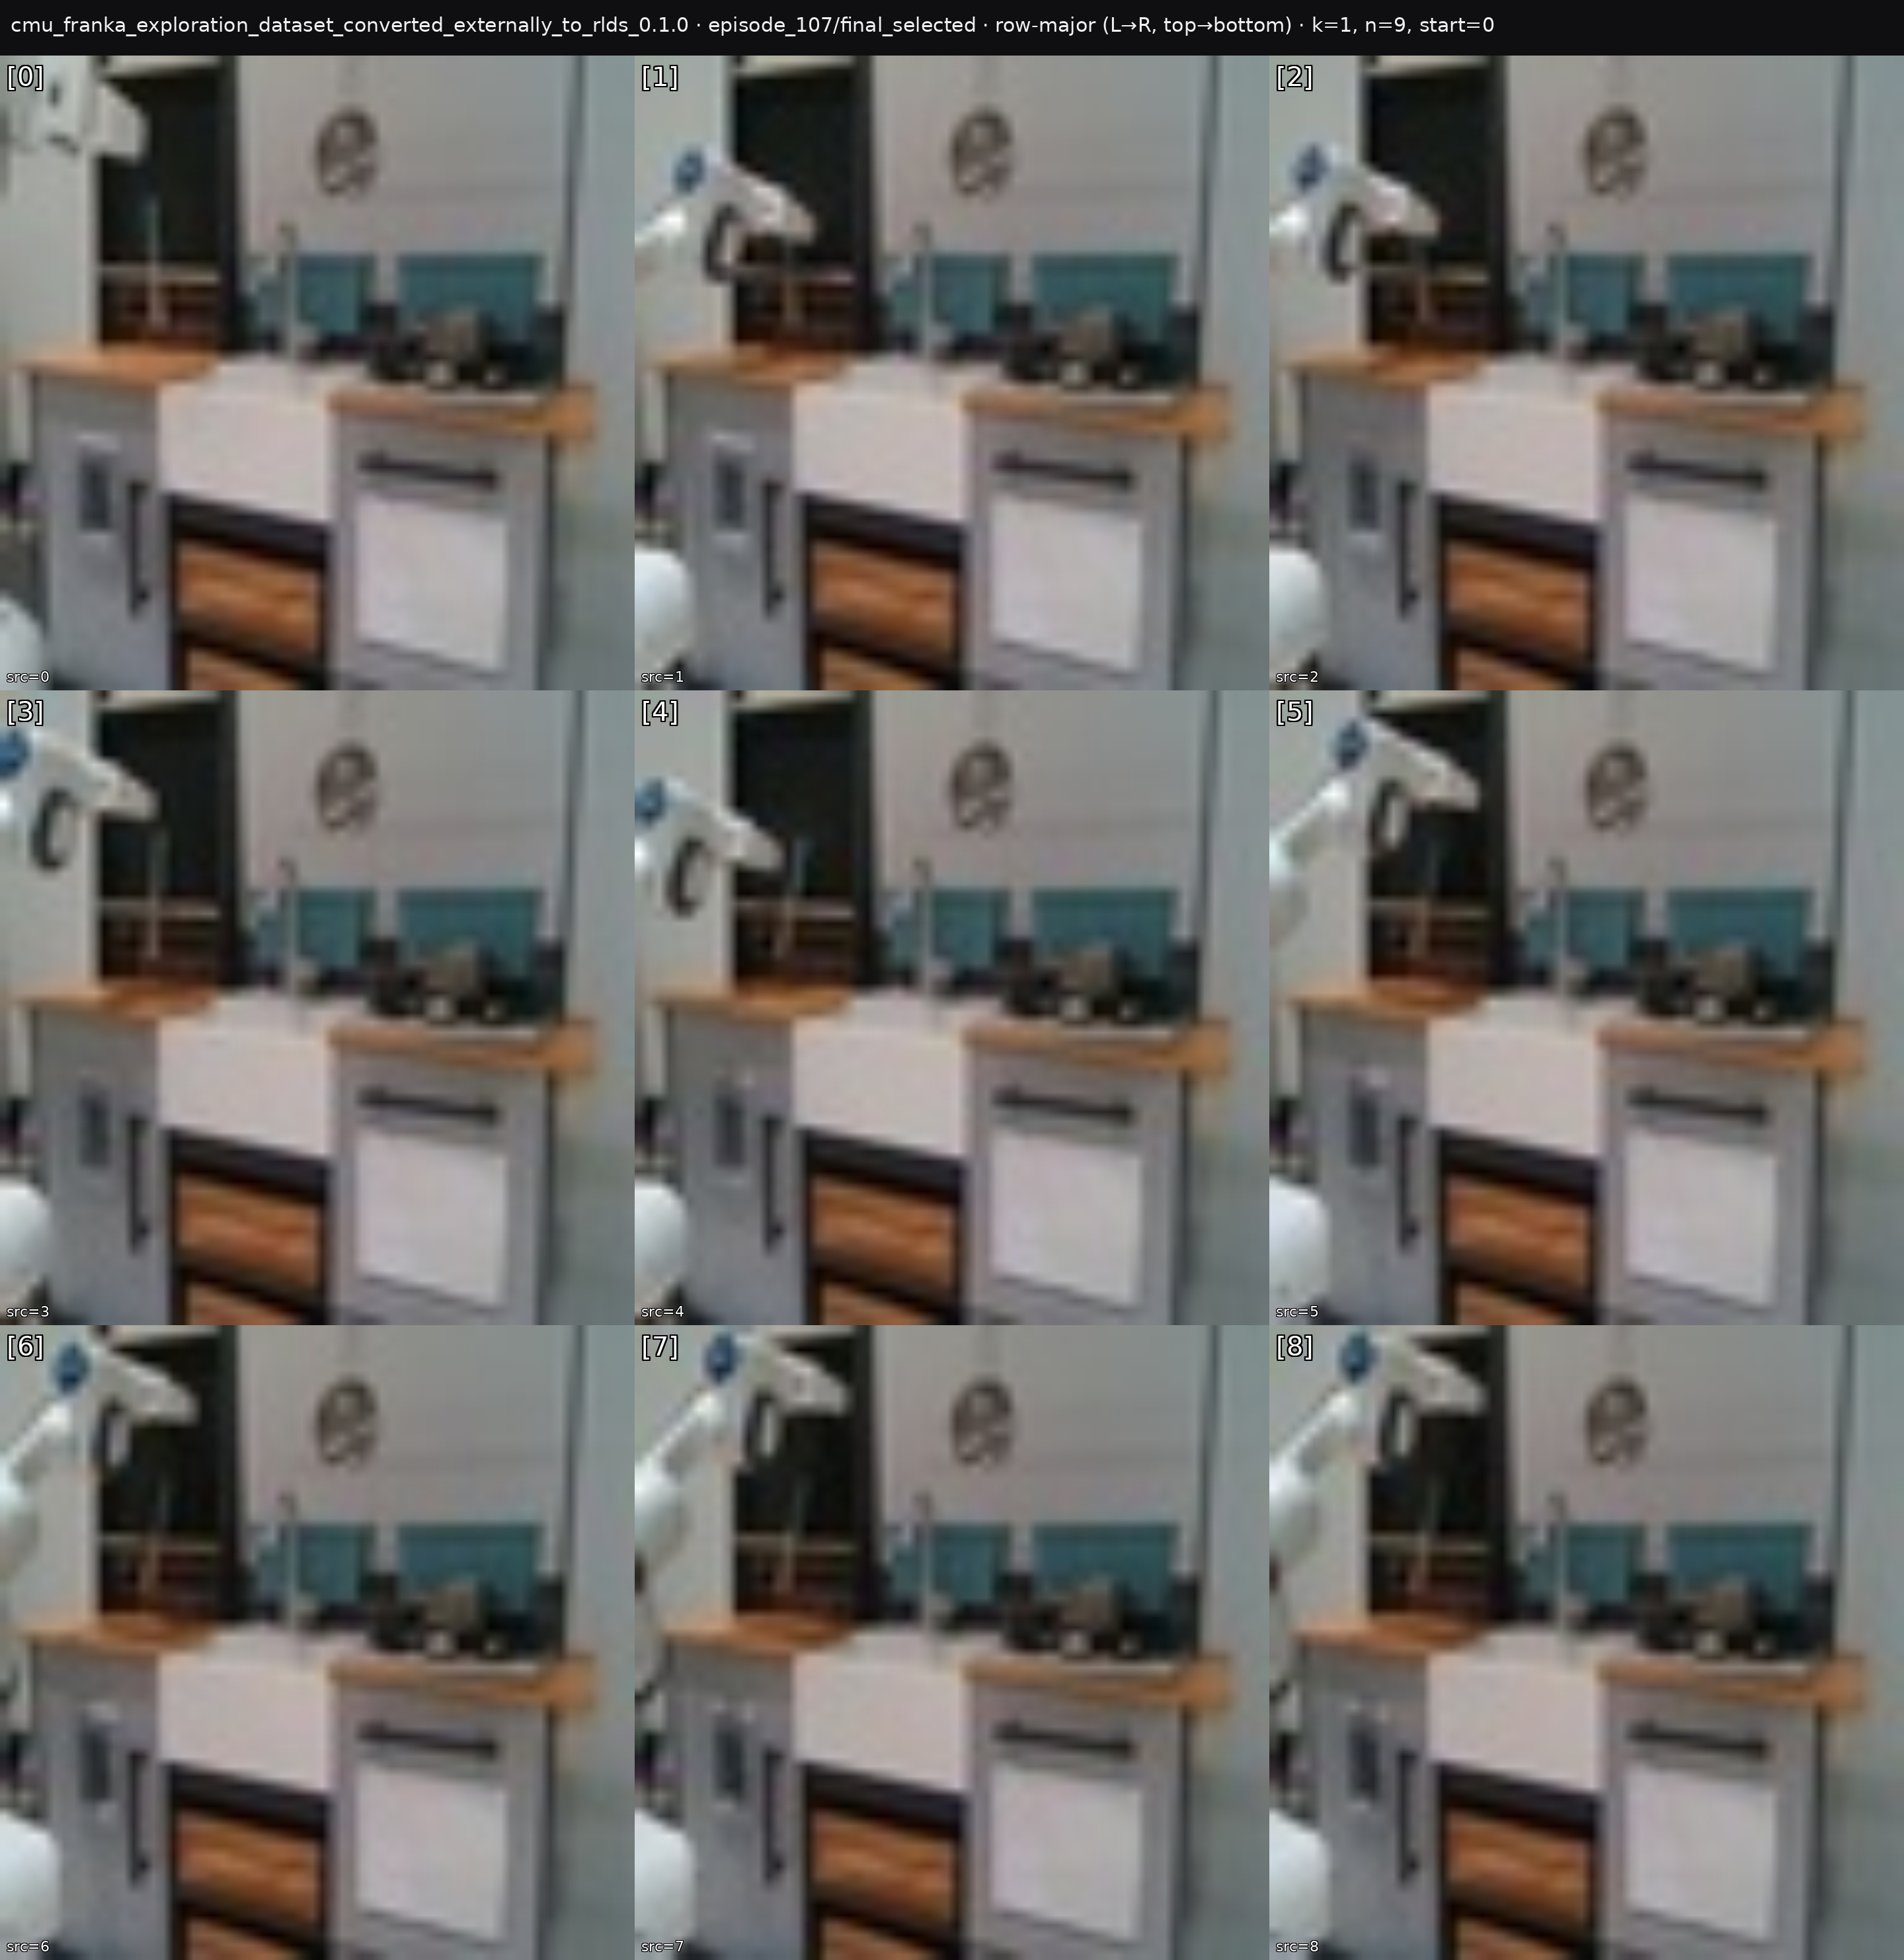 cmu_franka_exploration_dataset_converted_externally_to_rlds_0.1.0 · episode_107/final_selected · row-major (L→R, top→bottom) · k=1, n=9, start=0
[0]
[1]
[2]
src=0
src=1
src=2
[3]
[4]
[5]
src=3
src=4
src=5
[6]
[7]
[8]
src=6
src=7
src=8